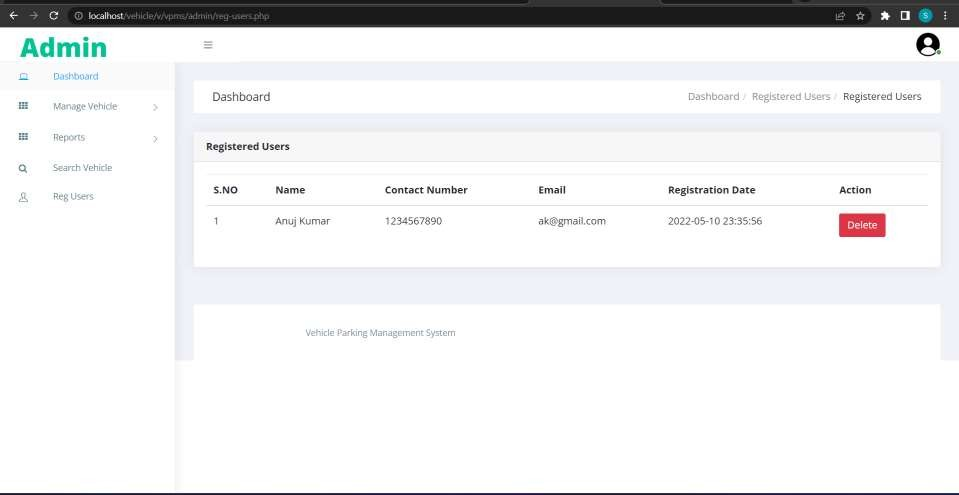 localhost/vehicle/v/vpms/admin/reg-users.php
S
Admin
Dashboard
Manage Vehicle
Reports
Search Vehicle
Reg Users
Dashboard
Dashboard / Registered Users / Registered Users
Registered Users
S.NO Name Contact Number Email Registration Date Action
1 Anuj Kumar 1234567890 ak@gmail.com 2022-05-10 23:35:56 Delete
Vehicle Parking Management System